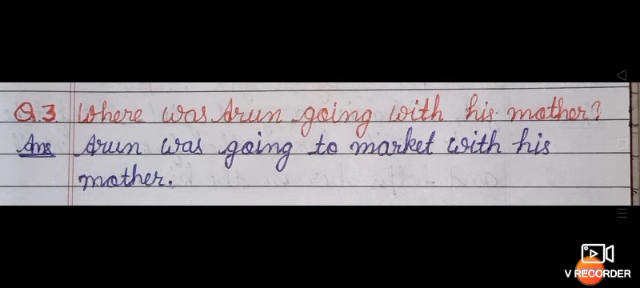 Q.3 Where was Arun going with his mother?
Ans Arun was going to market with his
mother.
V RECORDER